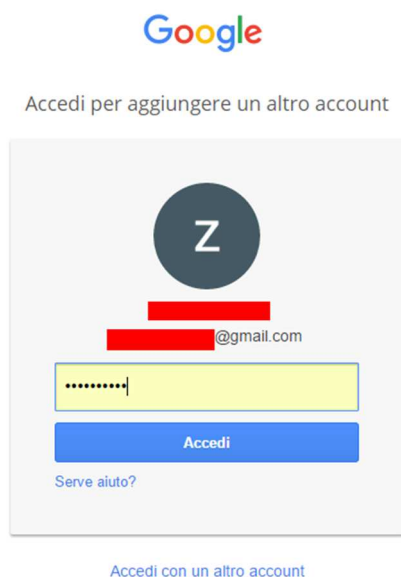 Google
Accedi per aggiungere un altro account
Z
@gmail.com
••••••••••
Accedi
Serve aiuto?
Accedi con un altro account